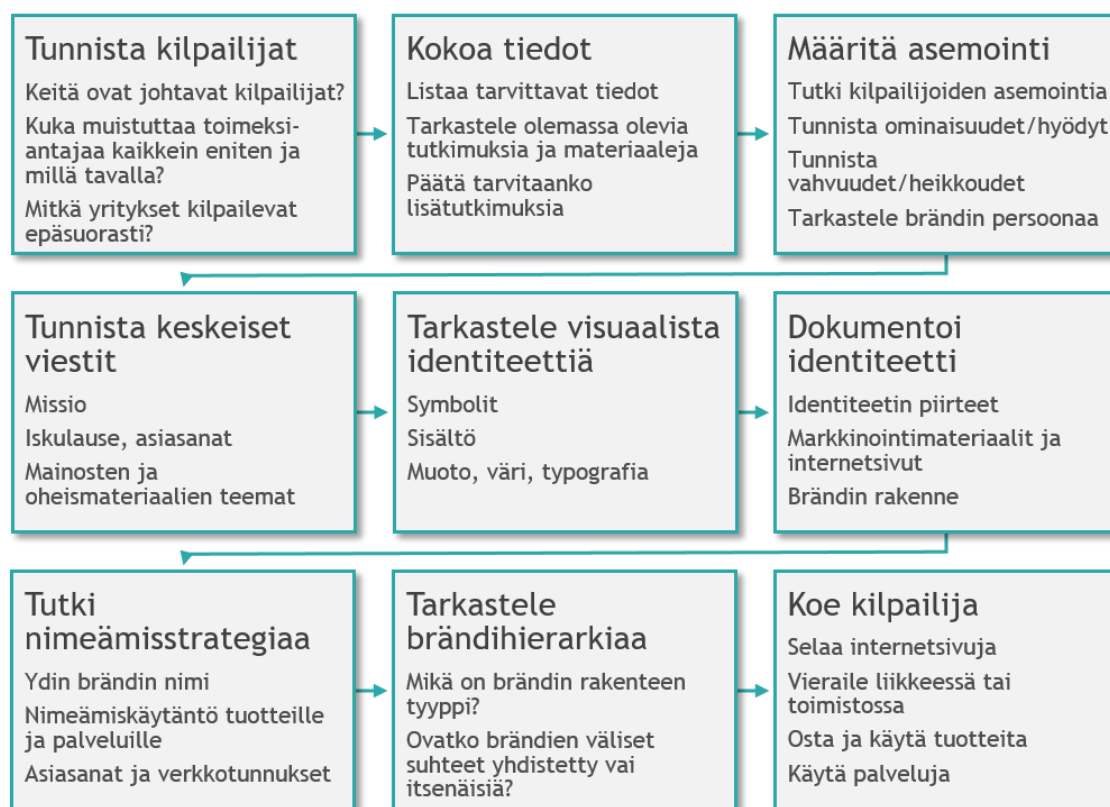 Tunnista kilpailijat
Keitä ovat johtavat kilpailijat?
Kuka muistuttaa toimeksi-
antajaa kaikkein eniten ja
millä tavalla?
Mitkä yritykset kilpailevat
epäsuorasti?
Kokoa tiedot
Listaa tarvittavat tiedot
Tarkastele olemassa olevia
tutkimuksia ja materiaaleja
Päätä tarvitaanko
lisätutkimuksia
Määritä asemointi
Tutki kilpailijoiden asemointia
Tunnista ominaisuudet/hyödyt
Tunnista
vahvuudet/heikkoudet
Tarkastele brändin persoonaa
Tunnista keskeiset
viestit
Missio
Iskulause, asiasanat
Mainosten ja
oheismateriaalien teemat
Tarkastele visuaalista
identiteettiä
Symbolit
Sisältö
Muoto, väri, typografia
Dokumentoi
identiteetti
Identiteetin piirteet
Markkinointimateriaalit ja
internetsivut
Brändin rakenne
Tutki
nimeämisstrategiaa
Ydin brändin nimi
Nimeämiskäytäntö tuotteille
ja palveluille
Asiasanat ja verkkotunnukset
Tarkastele
brändihierarkiaa
Mikä on brändin rakenteen
tyyppi?
Ovatko brändien väliset
suhteet yhdistetty vai
itsenäisiä?
Koe kilpailija
Selaa internetsivuja
Vieraile liikkeessä tai
toimistossa
Osta ja käytä tuotteita
Käytä palveluja